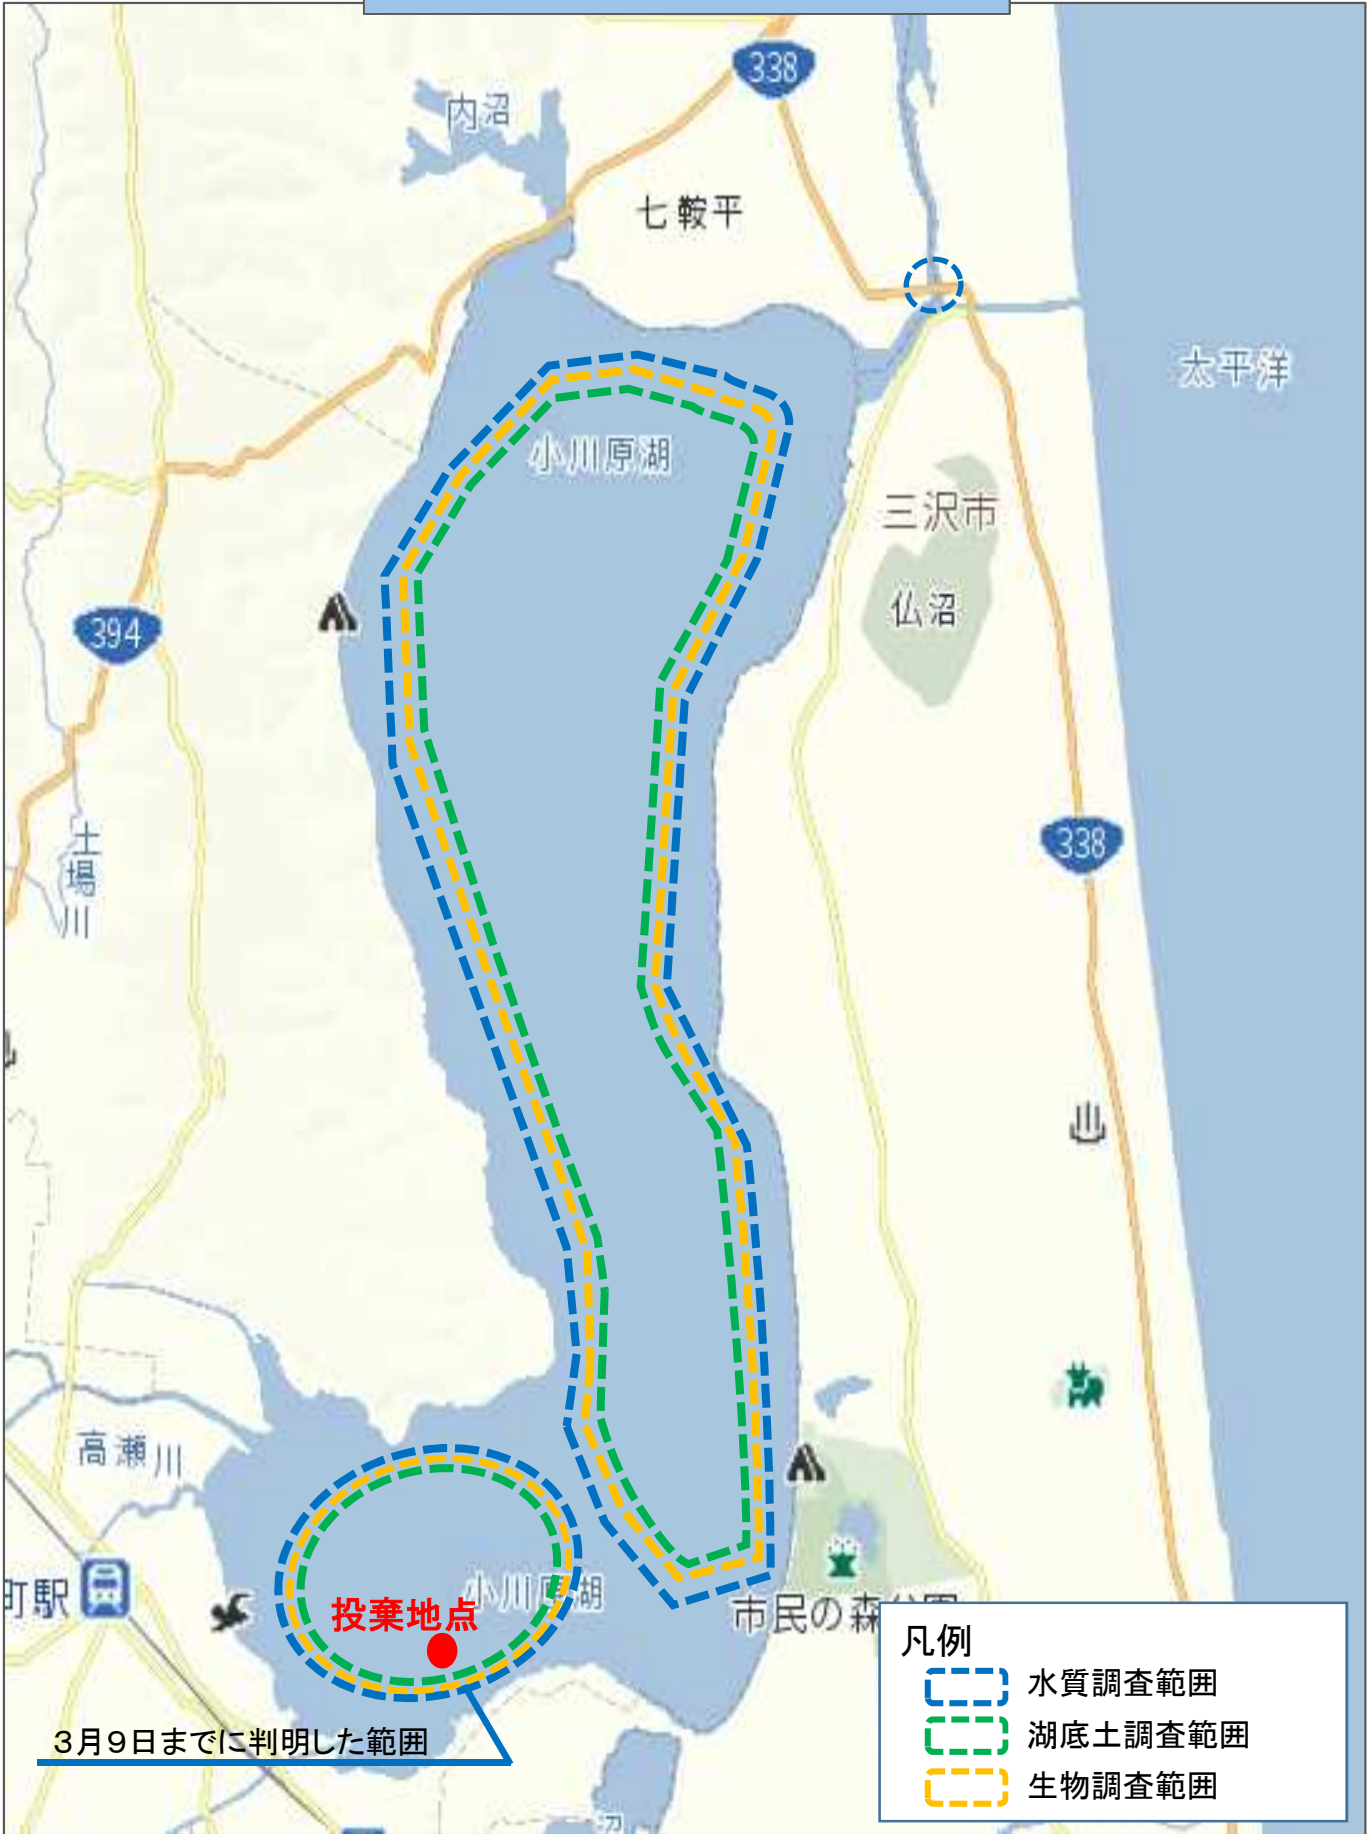 338
内沼
七鞍平
太平洋
小川原湖
三沢市
仏沼
394
338
土場川
高瀬川
町駅
小川原湖
投棄地点
市民の森公園
3月9日までに判明した範囲
凡例
水質調査範囲
湖底土調査範囲
生物調査範囲
沼